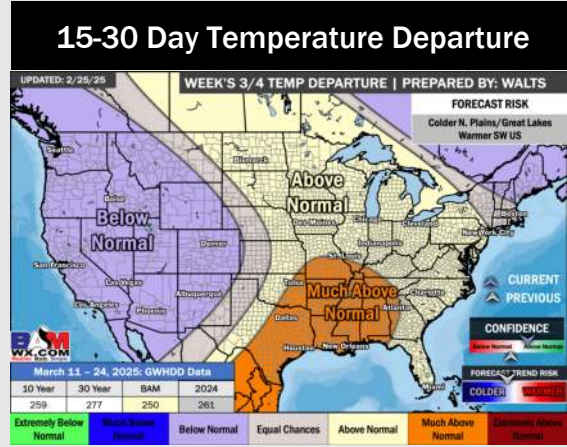 15-30 Day Temperature Departure
UPDATED: 2/25/25
WEEK'S 3/4 TEMP DEPARTURE | PREPARED BY: WALTS
FORECAST RISK
Colder N. Plains/Great Lakes
Warmer SW US
Seattle
Bismarck
Boise
Above
Normal
Boston
Below
Normal
Des Moines
Chicago
Cleveland
New York City
Denver
Indianapolis
San Francisco
St. Louis
Las Vegas
Los Angeles
Albuquerque
Tulsa
Much Above
Normal
Charlotte
Phoenix
Dallas
Atlanta
CURRENT
PREVIOUS
Houston
New Orleans
Miami
CONFIDENCE
Below Normal
Above Normal
FORECAST TREND RISK
COLDER
WARMER
BAM
WX.COM
March 11 – 24, 2025: GWHDD Data
10 Year 30 Year BAM 2024
259 277 250 261
Extremely Below Normal
Much Below Normal
Below Normal
Equal Chances
Above Normal
Much Above Normal
Extremely Above Normal